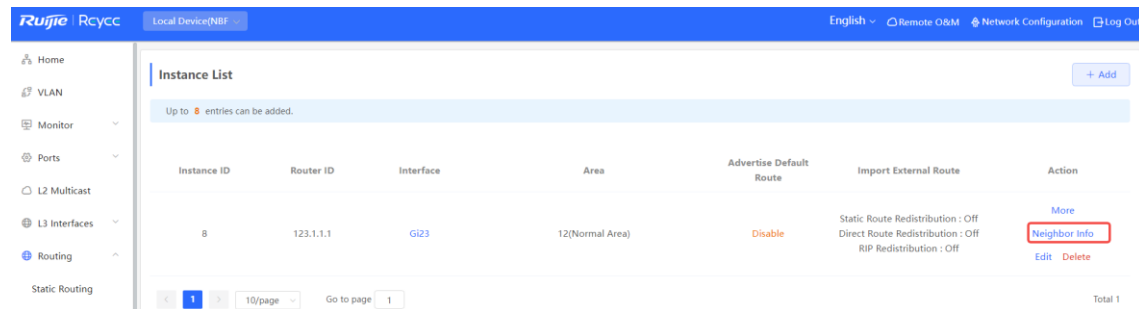 Ruijie | Rcycc
Local Device(NBF
English
Remote O&M
Network Configuration
Log Out
Home
VLAN
Monitor
Ports
L2 Multicast
L3 Interfaces
Routing
Static Routing
Instance List
+ Add
Up to 8 entries can be added.
Instance ID
Router ID
Interface
Area
Advertise Default
Route
Import External Route
Action
8
123.1.1.1
Gi23
12(Normal Area)
Disable
Static Route Redistribution : Off
Direct Route Redistribution : Off
RIP Redistribution : Off
More
Neighbor Info
Edit Delete
< 1 >
10/page
Go to page 1
Total 1